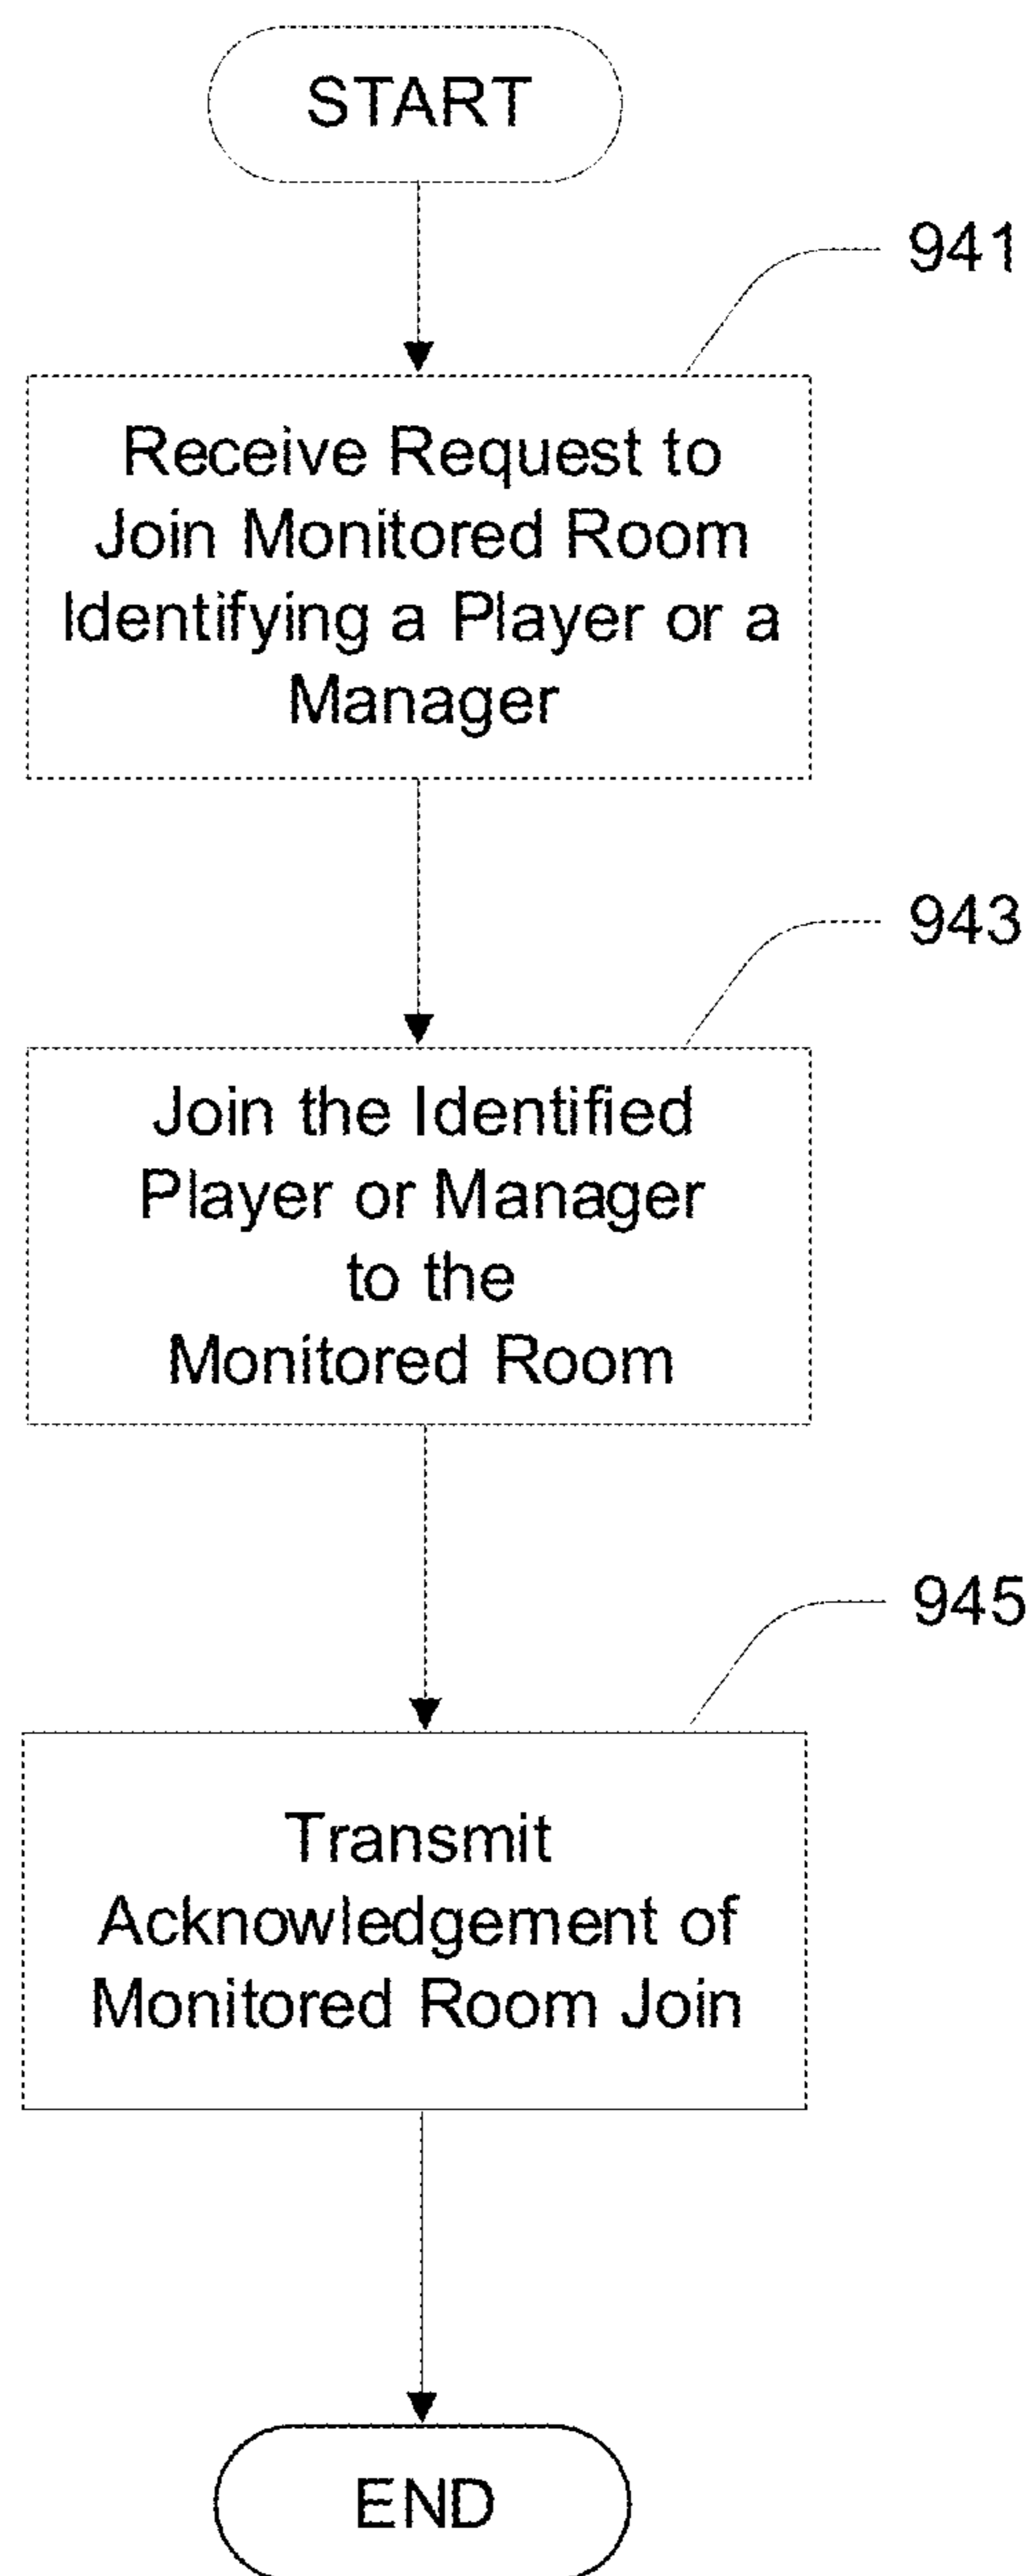 START
941
Receive Request to
Join Monitored Room
Identifying a Player or a
Manager
943
Join the Identified
Player or Manager
to the
Monitored Room
945
Transmit
Acknowledgement of
Monitored Room Join
END